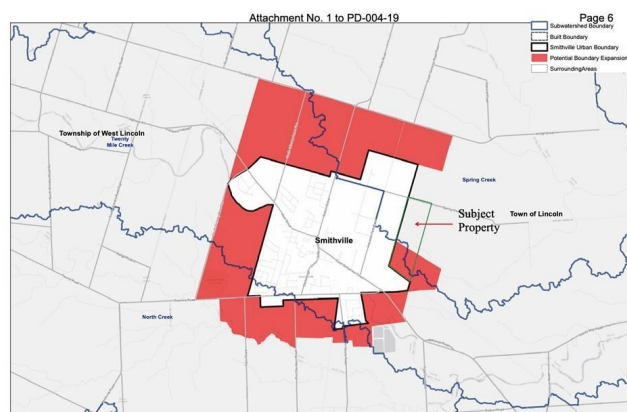 Attachment No. 1 to PD-004-19
Page 6
Subwatershed Boundary
Built Boundary
Smithville Urban Boundary
Potential Boundary Expansion
SurroundingAreas
Township of West Lincoln
Twenty
Mile Creek
Spring Creek
Subject
Property
Town of Lincoln
Smithville
North Creek